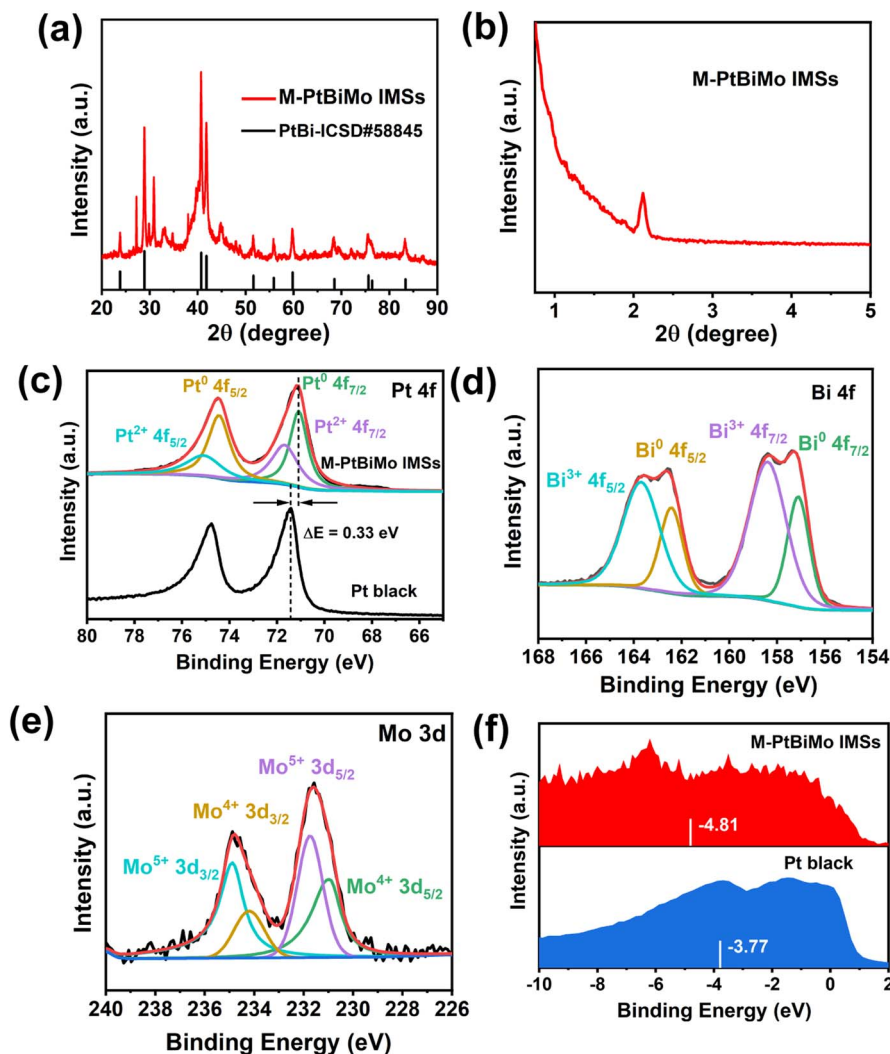 (a)
Intensity (a.u.)
M-PtBiMo IMSs
PtBi-ICSD#58845
20 30 40 50 60 70 80 90
2θ (degree)
(b)
Intensity (a.u.)
M-PtBiMo IMSs
1 2 3 4 5
2θ (degree)
(c)
Intensity (a.u.)
Pt 4f
Pt⁰ 4f₅/₂
Pt⁰ 4f₇/₂
Pt²⁺ 4f₅/₂
Pt²⁺ 4f₇/₂
M-PtBiMo IMSs
ΔE = 0.33 eV
Pt black
80 77 74 71 68 66
Binding Energy (eV)
(d)
Intensity (a.u.)
Bi 4f
Bi³⁺ 4f₅/₂
Bi⁰ 4f₅/₂
Bi³⁺ 4f₇/₂
Bi⁰ 4f₇/₂
168 166 164 162 160 158 156 154
Binding Energy (eV)
(e)
Intensity (a.u.)
Mo 3d
Mo⁵⁺ 3d₅/₂
Mo⁴⁺ 3d₃/₂
Mo⁵⁺ 3d₃/₂
Mo⁴⁺ 3d₅/₂
240 238 236 234 232 230 228 226
Binding Energy (eV)
(f)
Intensity (a.u.)
M-PtBiMo IMSs
-4.81
Pt black
-3.77
-10 -8 -6 -4 -2 0 2
Binding Energy (eV)